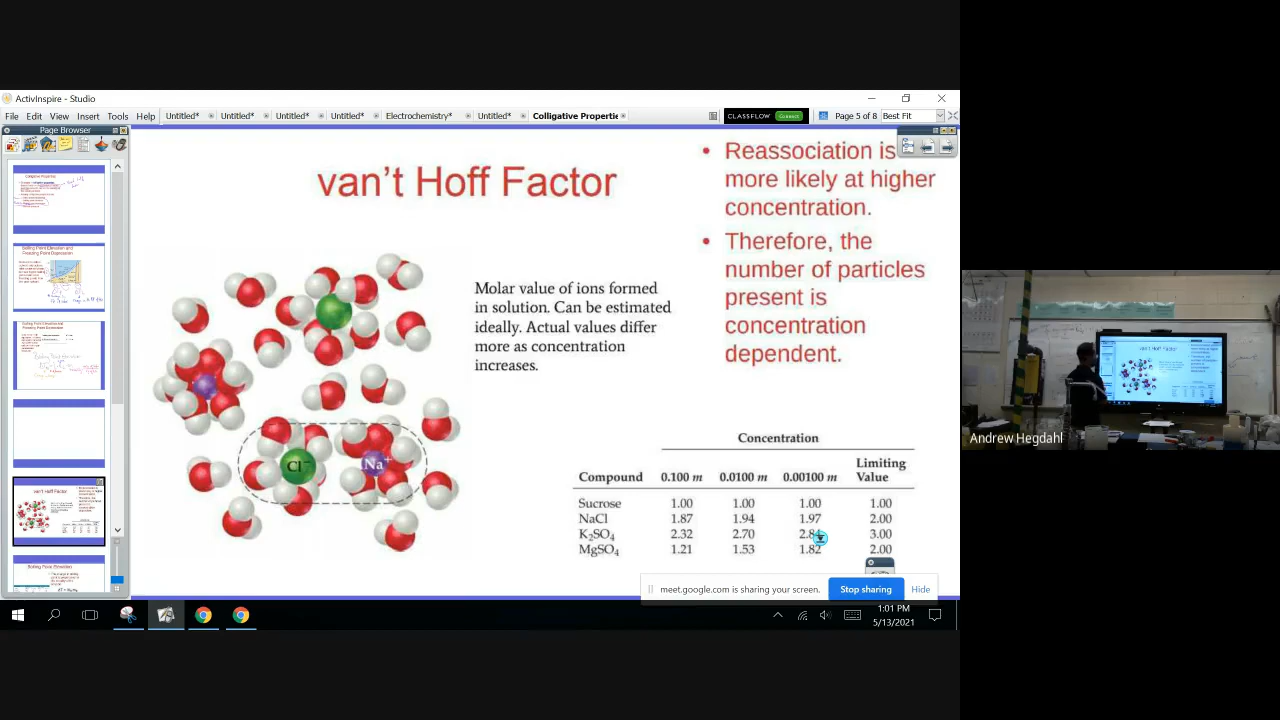 ActivInspire - Studio
File Edit View Insert Tools Help Untitled* Untitled* Untitled* Untitled* Electrochemistry* Untitled* Colligative Propertie CLASSFLOW Connect Page 5 of 8 Best Fit
Page Browser
van't Hoff Factor
• Reassociation is
more likely at higher
concentration.
• Therefore, the
number of particles
present is
concentration
dependent.
Molar value of ions formed
in solution. Can be estimated
ideally. Actual values differ
more as concentration
increases.
Cl⁻ Na⁺
Concentration
Compound 0.100 m 0.0100 m 0.00100 m Limiting Value
Sucrose 1.00 1.00 1.00 1.00
NaCl 1.87 1.94 1.97 2.00
K₂SO₄ 2.32 2.70 3.00
MgSO₄ 1.21 1.53 1.82 2.00
meet.google.com is sharing your screen. Stop sharing Hide
1:01 PM
5/13/2021
Andrew Hegdahl
van't Hoff Factor